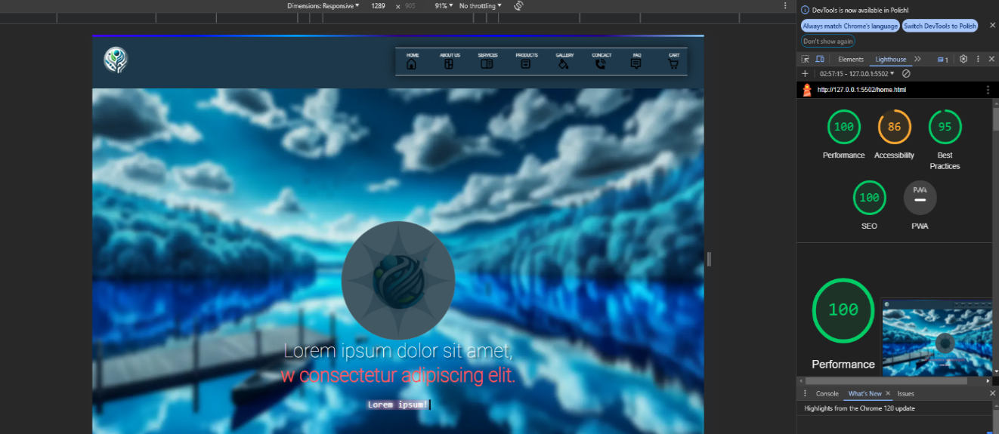 Dimensions: Responsive 1289 x 905 91% No throttling
HOME ABOUT US SERVICES PRODUCTS GALLERY CONCACT FAQ CART
Lorem ipsum dolor sit amet,
w consectetur adipiscing elit.
Lorem ipsum!
DevTools is now available in Polish!
Always match Chrome's language Switch DevTools to Polish
Don't show again
Elements Lighthouse 1
02:57:15 - 127.0.0.1:5502
http://127.0.0.1:5502/home.html
100 86 95
Performance Accessibility Best
Practices
100 PWA
SEO PWA
100
Performance
Console What's New Issues
Highlights from the Chrome 120 update